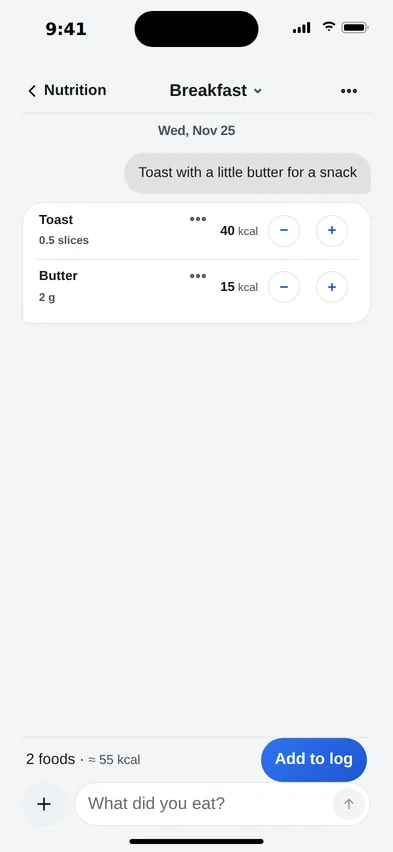 9:41
Nutrition
Breakfast
Wed, Nov 25
Toast with a little butter for a snack
Toast
40 kcal
0.5 slices
Butter
15 kcal
2 g
2 foods · ≈ 55 kcal
Add to log
What did you eat?